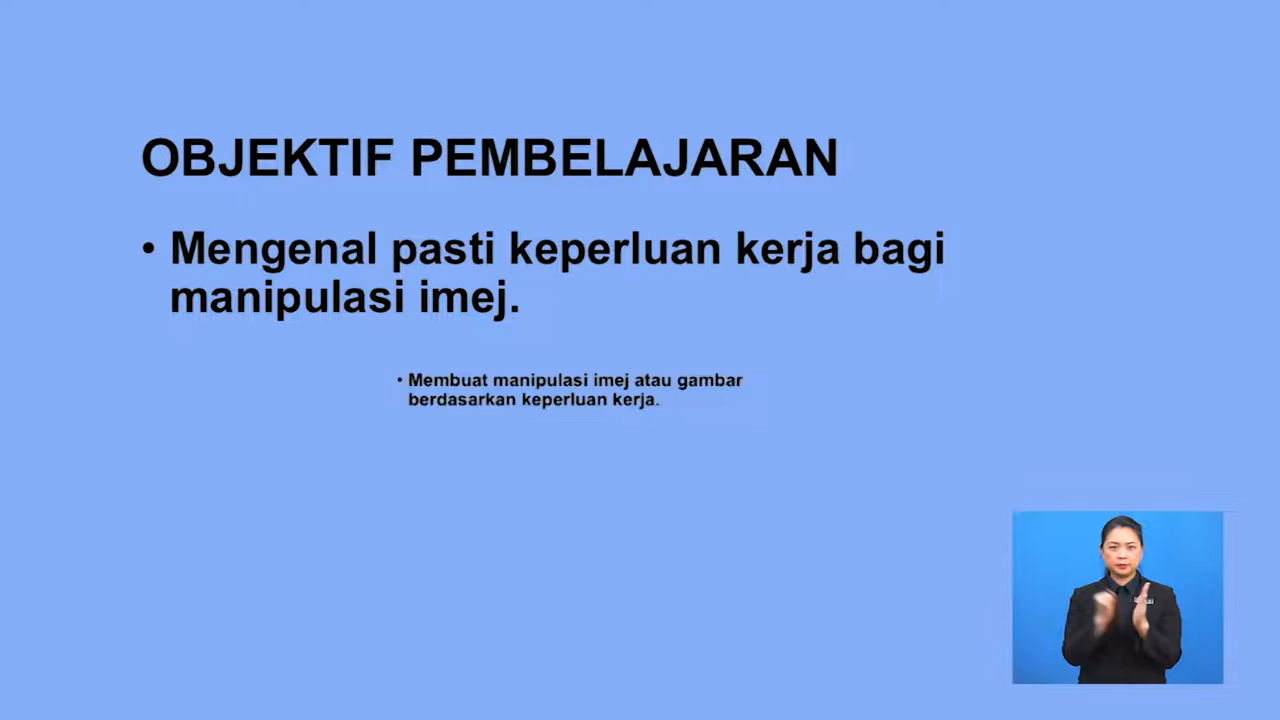 OBJEKTIF PEMBELAJARAN
• Mengenal pasti keperluan kerja bagi
manipulasi imej.
• Membuat manipulasi imej atau gambar
berdasarkan keperluan kerja.